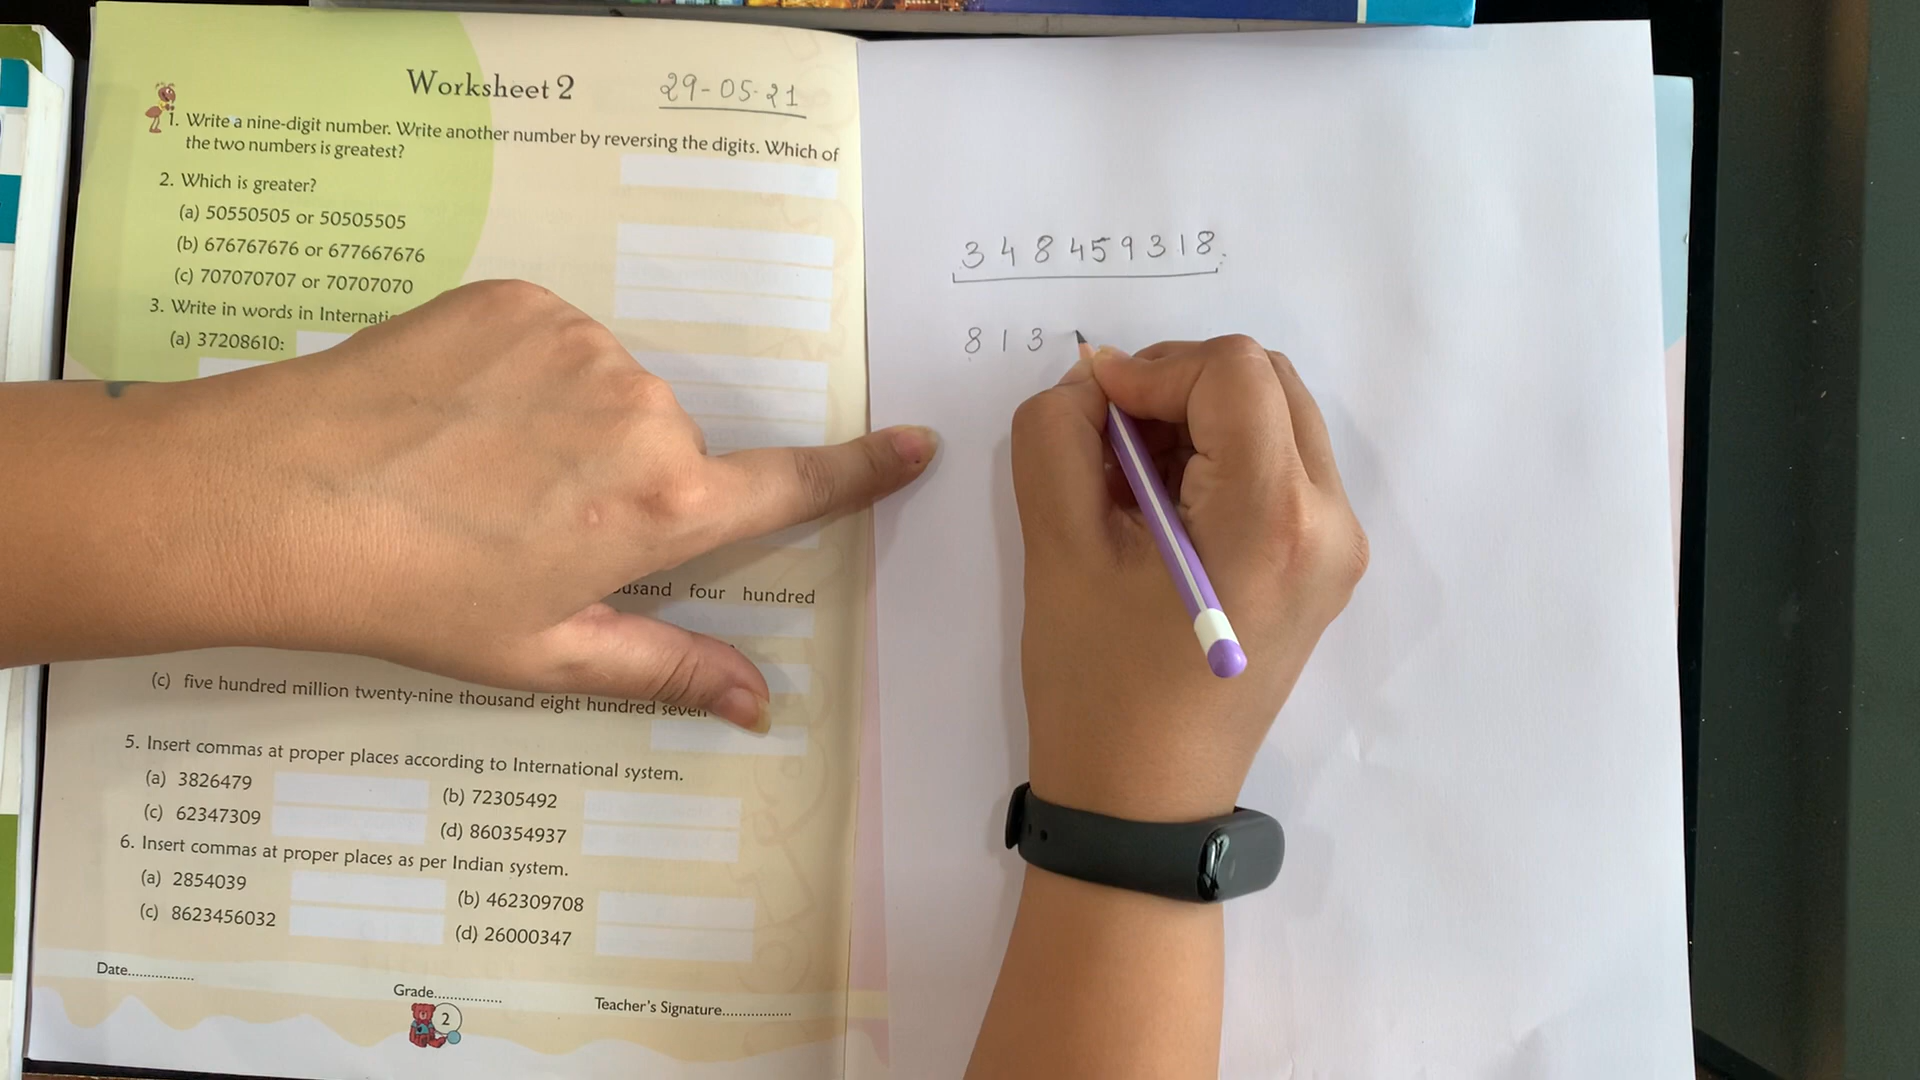 Worksheet 2
29-05-21
1. Write a nine-digit number. Write another number by reversing the digits. Which of
the two numbers is greatest?
2. Which is greater?
(a) 50550505 or 50505505
(b) 676767676 or 677667676
(c) 707070707 or 70707070
3. Write in words in
(a) 37208610:
four hundred
(c) five hundred million twenty-nine thousand eight hundred seven
5. Insert commas at proper places according to International system.
(a) 3826479
(b) 72305492
(c) 62347309
(d) 860354937
6. Insert commas at proper places as per Indian system.
(a) 2854039
(b) 462309708
(c) 8623456032
(d) 26000347
Date................
Grade................
Teacher's Signature................
2
348459318
813